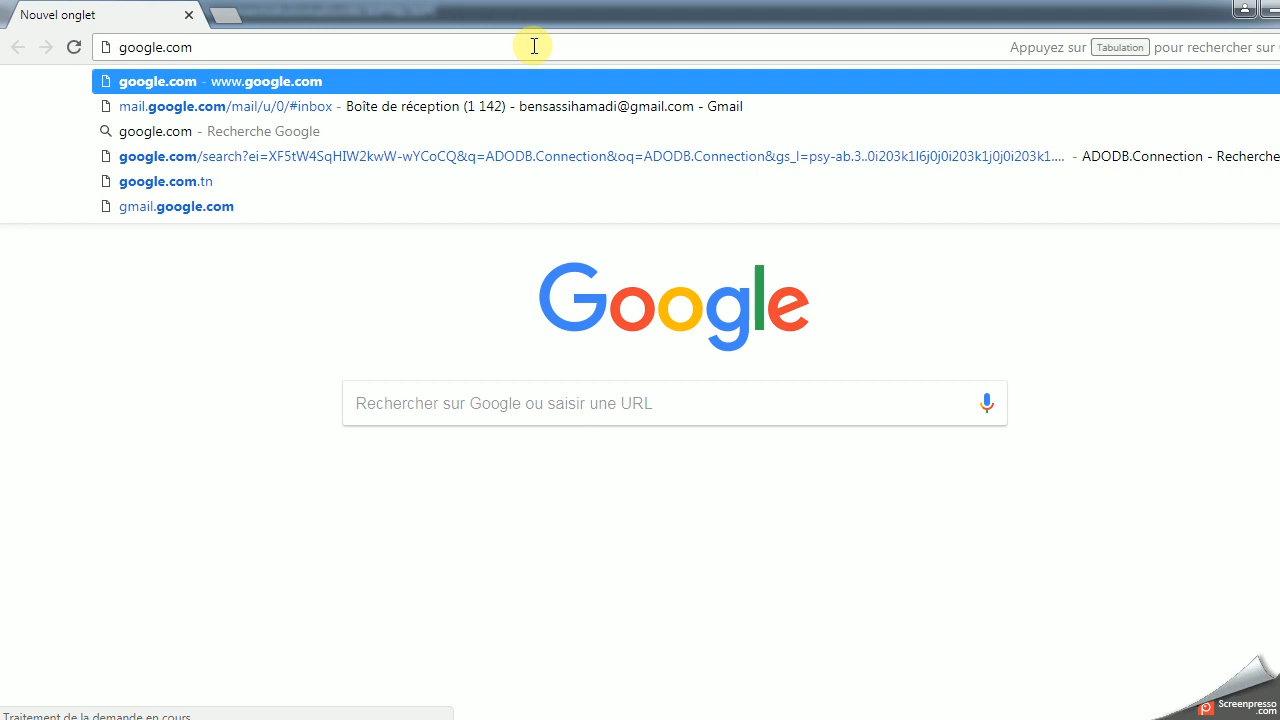 Nouvel onglet
google.com
Appuyez sur Tabulation pour rechercher sur
google.com - www.google.com
mail.google.com/mail/u/0/#inbox - Boîte de réception (1 142) - bensassihamadi@gmail.com - Gmail
google.com - Recherche Google
google.com/search?ei=XF5tW4SqHIW2kwW-wYCoCQ&q=ADODB.Connection&oq=ADODB.Connection&gs_l=psy-ab.3..0i203k1l6j0j0i203k1j0j0i203k1.... - ADODB.Connection - Recherche
google.com.tn
gmail.google.com
Google
Rechercher sur Google ou saisir une URL
Traitement de la demande en cours
Screenpresso
.com